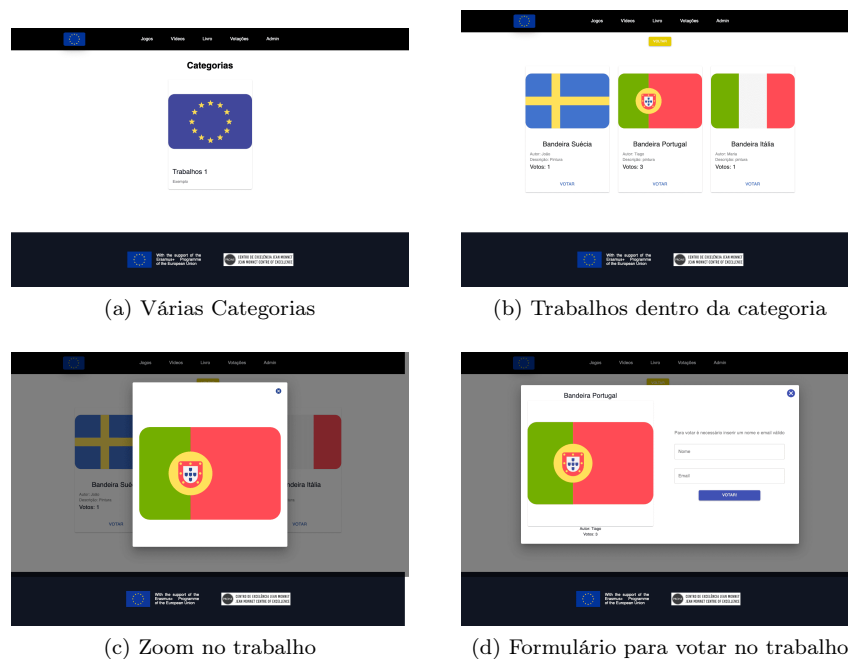 Jogos Vídeos Livro Votações Admin
Categorias
Trabalhos 1
Exemplo
With the support of the
Erasmus+ Programme
of the European Union
CENTRO DE EXCELÊNCIA JEAN MONNET
JEAN MONNET CENTRE OF EXCELLENCE
(a) Várias Categorias
Jogos Vídeos Livro Votações Admin
Bandeira Suécia
Autor: João
Descrição: Pintura
Votos: 1
VOTAR
Bandeira Portugal
Autor: Tiago
Descrição: pintura
Votos: 3
VOTAR
Bandeira Itália
Autor: Maria
Descrição: pintura
Votos: 1
VOTAR
With the support of the
Erasmus+ Programme
of the European Union
CENTRO DE EXCELÊNCIA JEAN MONNET
JEAN MONNET CENTRE OF EXCELLENCE
(b) Trabalhos dentro da categoria
Jogos Vídeos Livro Votações Admin
Bandeira Sué
Autor: João
Descrição: Pintura
Votos: 1
VOTAR
ndeira Itália
VOTAR
With the support of the
Erasmus+ Programme
of the European Union
CENTRO DE EXCELÊNCIA JEAN MONNET
JEAN MONNET CENTRE OF EXCELLENCE
(c) Zoom no trabalho
Jogos Vídeos Livro Votações Admin
Bandeira Portugal
Para votar é necessário inserir um nome e email válido
Nome
Email
VOTAR!
Autor: Tiago
Votos: 3
With the support of the
Erasmus+ Programme
of the European Union
CENTRO DE EXCELÊNCIA JEAN MONNET
JEAN MONNET CENTRE OF EXCELLENCE
(d) Formulário para votar no trabalho